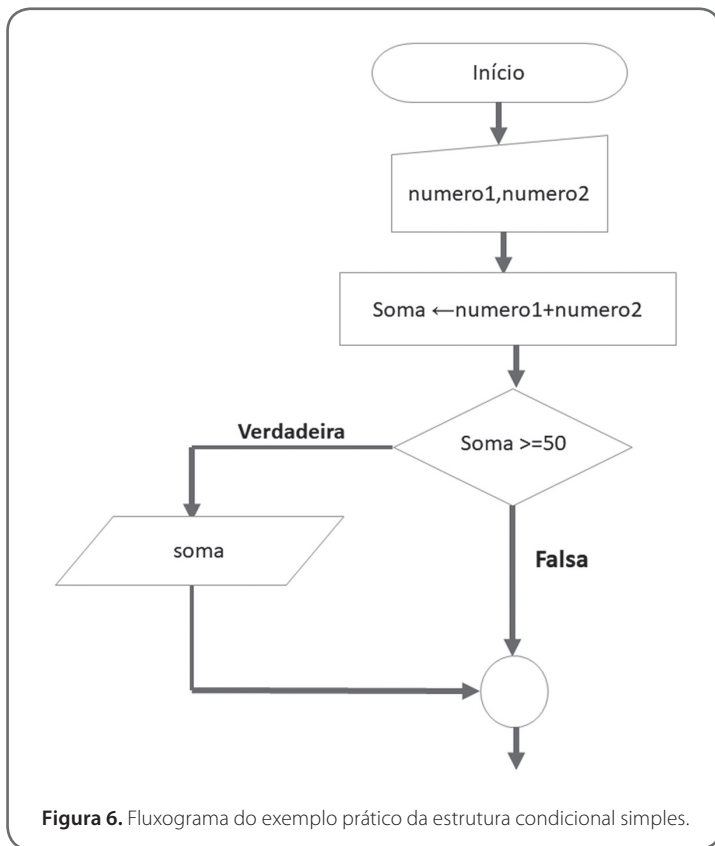 Início
numero1,numero2
Soma ←numero1+numero2
Soma >=50
Verdadeira
soma
Falsa
Figura 6. Fluxograma do exemplo prático da estrutura condicional simples.